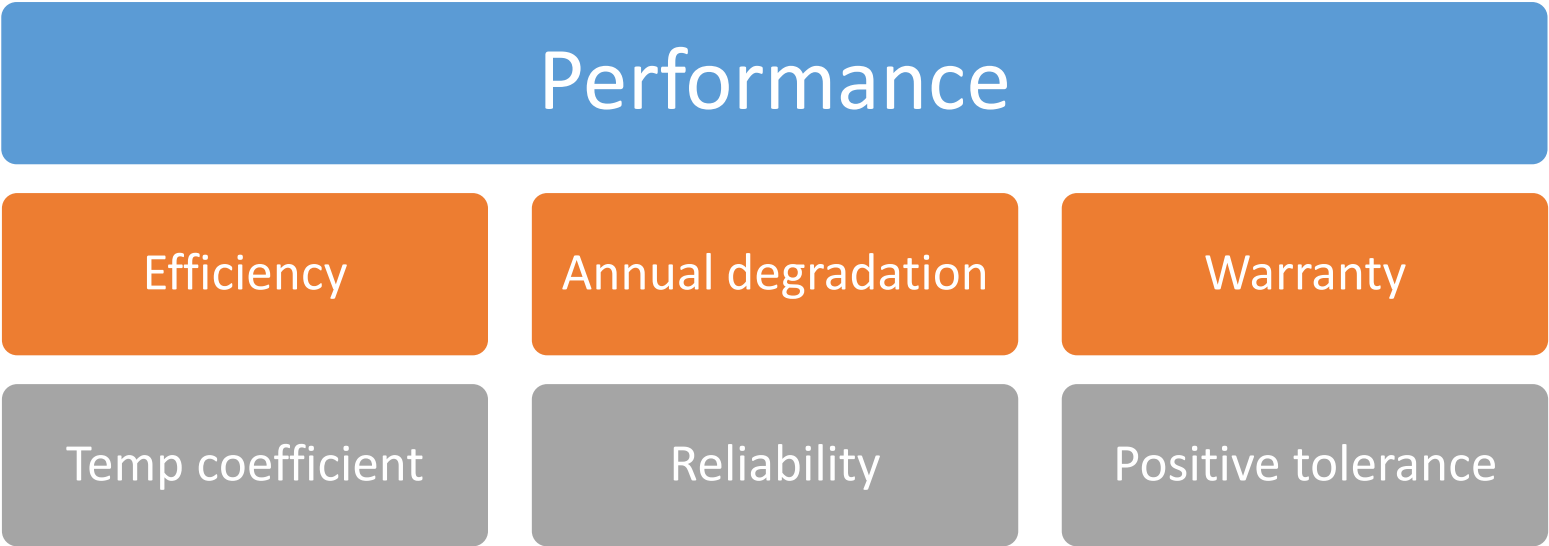 Performance
Efficiency
Annual degradation
Warranty
Temp coefficient
Reliability
Positive tolerance